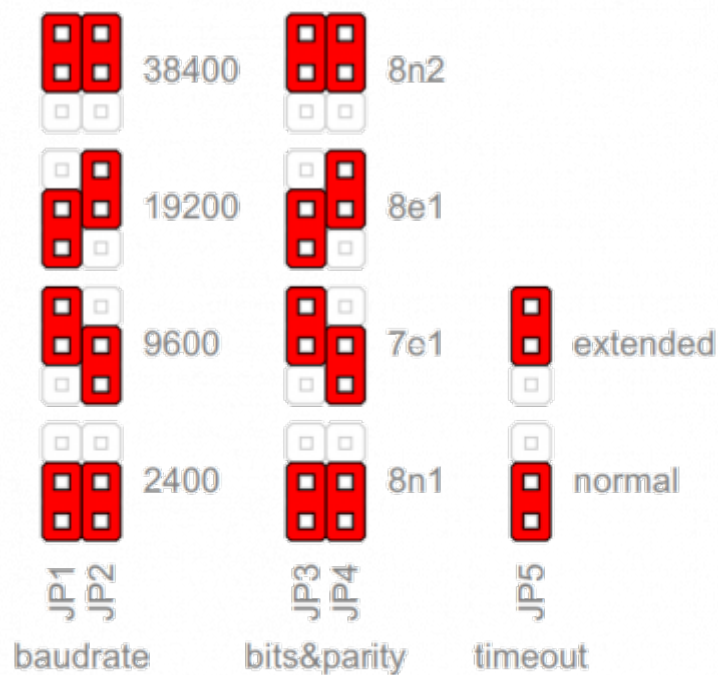 38400 8n2
19200 8e1
9600 7e1 extended
2400 8n1 normal
JP1 JP2 JP3 JP4 JP5
baudrate bits&parity timeout